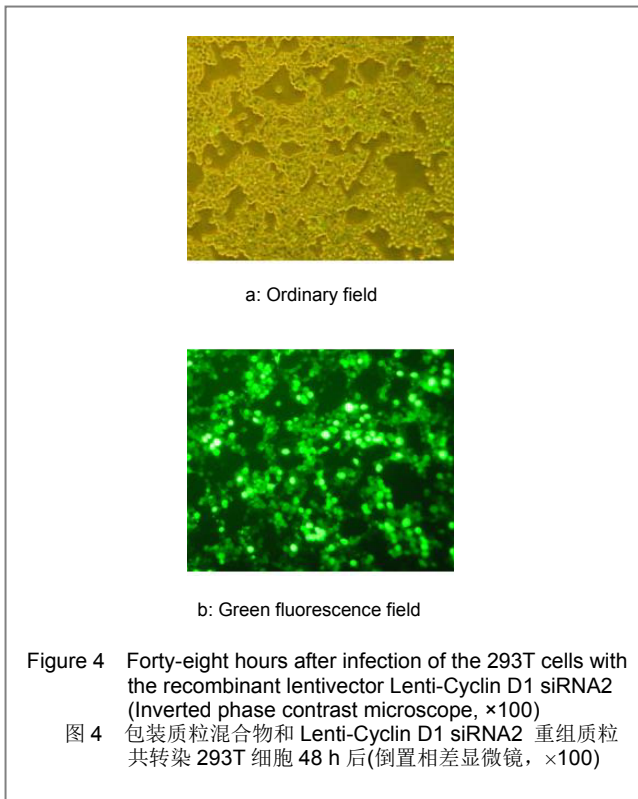 a: Ordinary field
b: Green fluorescence field
Figure 4 Forty-eight hours after infection of the 293T cells with
the recombinant lentivector Lenti-Cyclin D1 siRNA2
(Inverted phase contrast microscope, ×100)
图 4 包装质粒混合物和 Lenti-Cyclin D1 siRNA2 重组质粒
共转染 293T 细胞 48 h 后(倒置相差显微镜，×100)